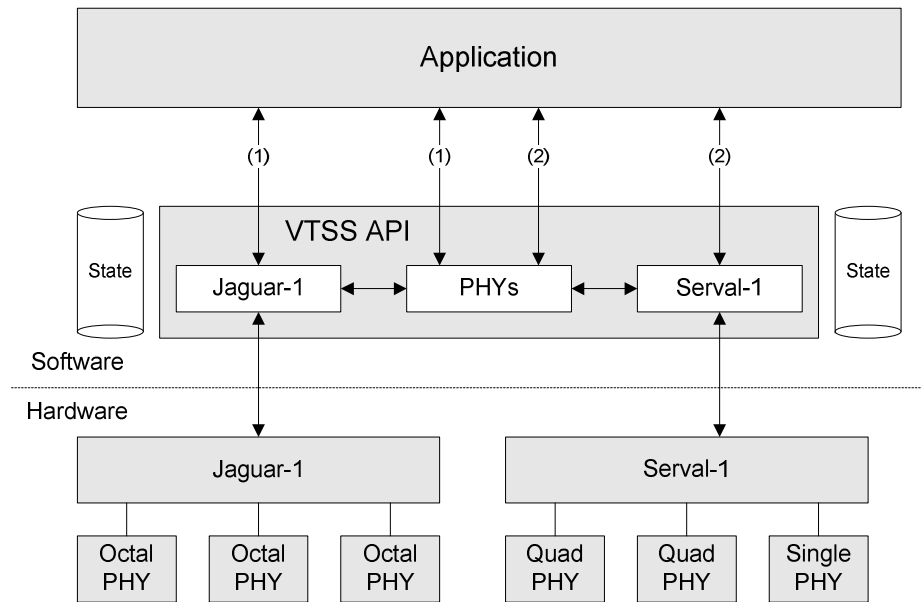 Application
(1)
(1)
(2)
(2)
VTSS API
State
Jaguar-1
PHYs
Serval-1
State
Software
Hardware
Jaguar-1
Serval-1
Octal
PHY
Octal
PHY
Octal
PHY
Quad
PHY
Quad
PHY
Single
PHY